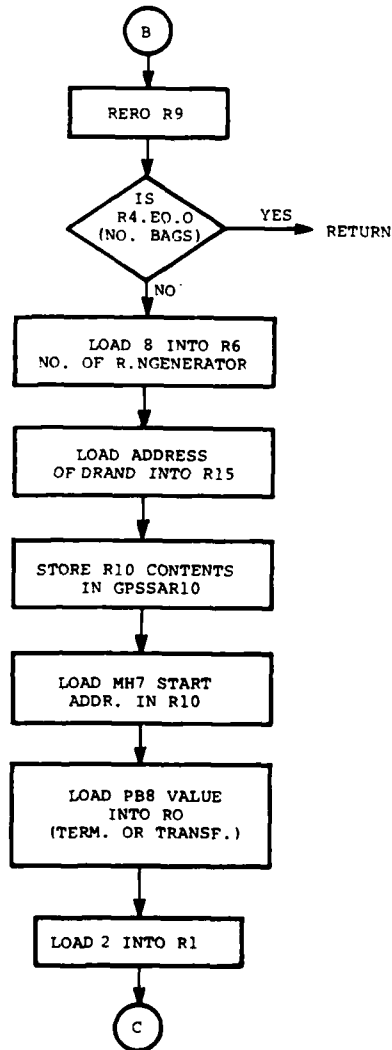 B
RERO R9
IS
R4.EQ.O
(NO. BAGS)
YES
RETURN
NO
LOAD 8 INTO R6
NO. OF R.NGENERATOR
LOAD ADDRESS
OF DRAND INTO R15
STORE R10 CONTENTS
IN GPSSAR10
LOAD MH7 START
ADDR. IN R10
LOAD PB8 VALUE
INTO RO
(TERM. OR TRANSF.)
LOAD 2 INTO R1
C